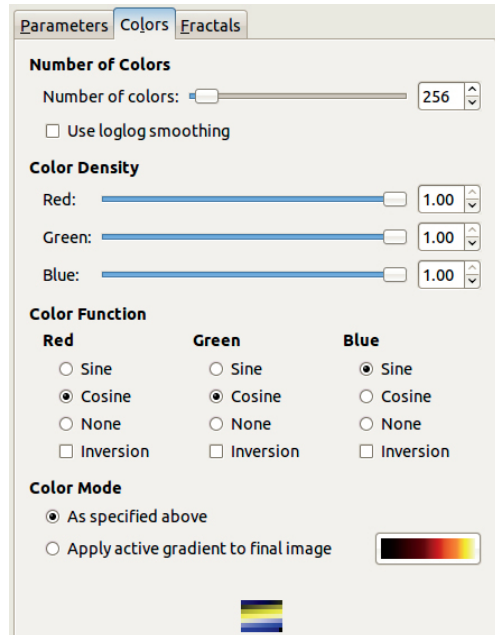 Parameters Colors Fractals
Number of Colors
Number of colors: 256
Use loglog smoothing
Color Density
Red: 1.00
Green: 1.00
Blue: 1.00
Color Function
Red Green Blue
Sine Sine Sine
Cosine Cosine Cosine
None None None
Inversion Inversion Inversion
Color Mode
As specified above
Apply active gradient to final image